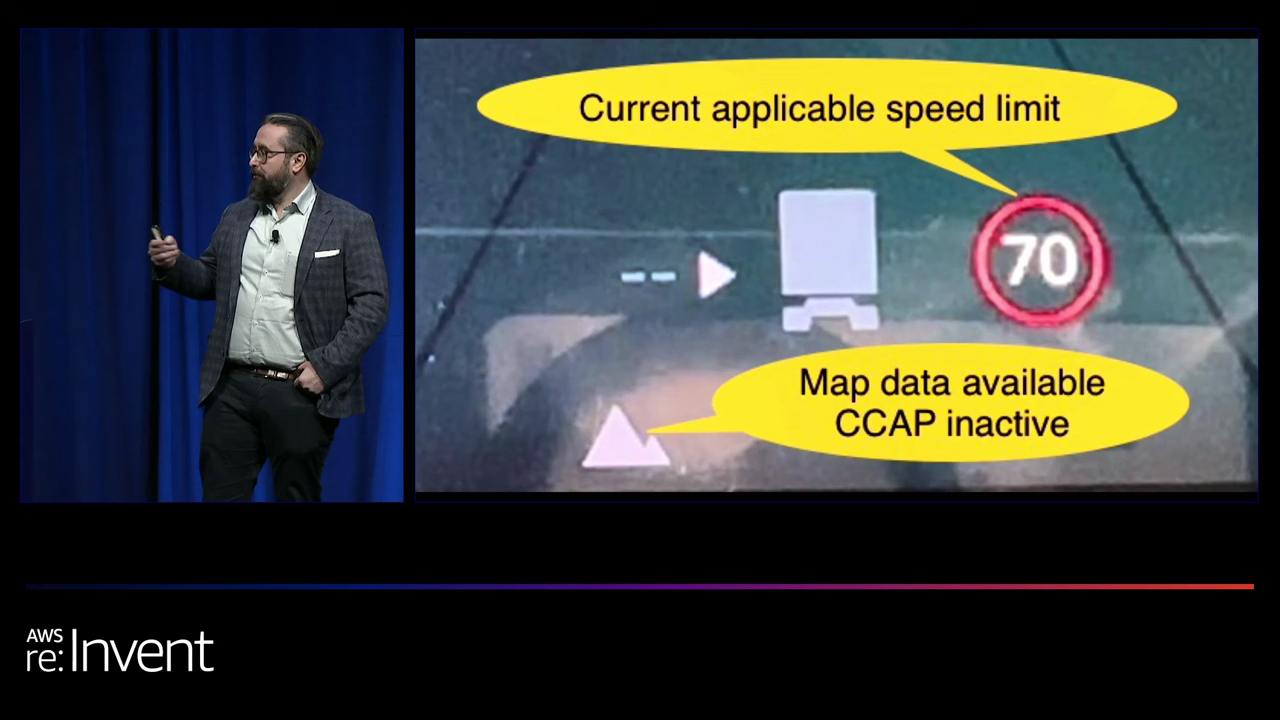 Current applicable speed limit
--
70
Map data available
CCAP inactive
AWS
re:Invent